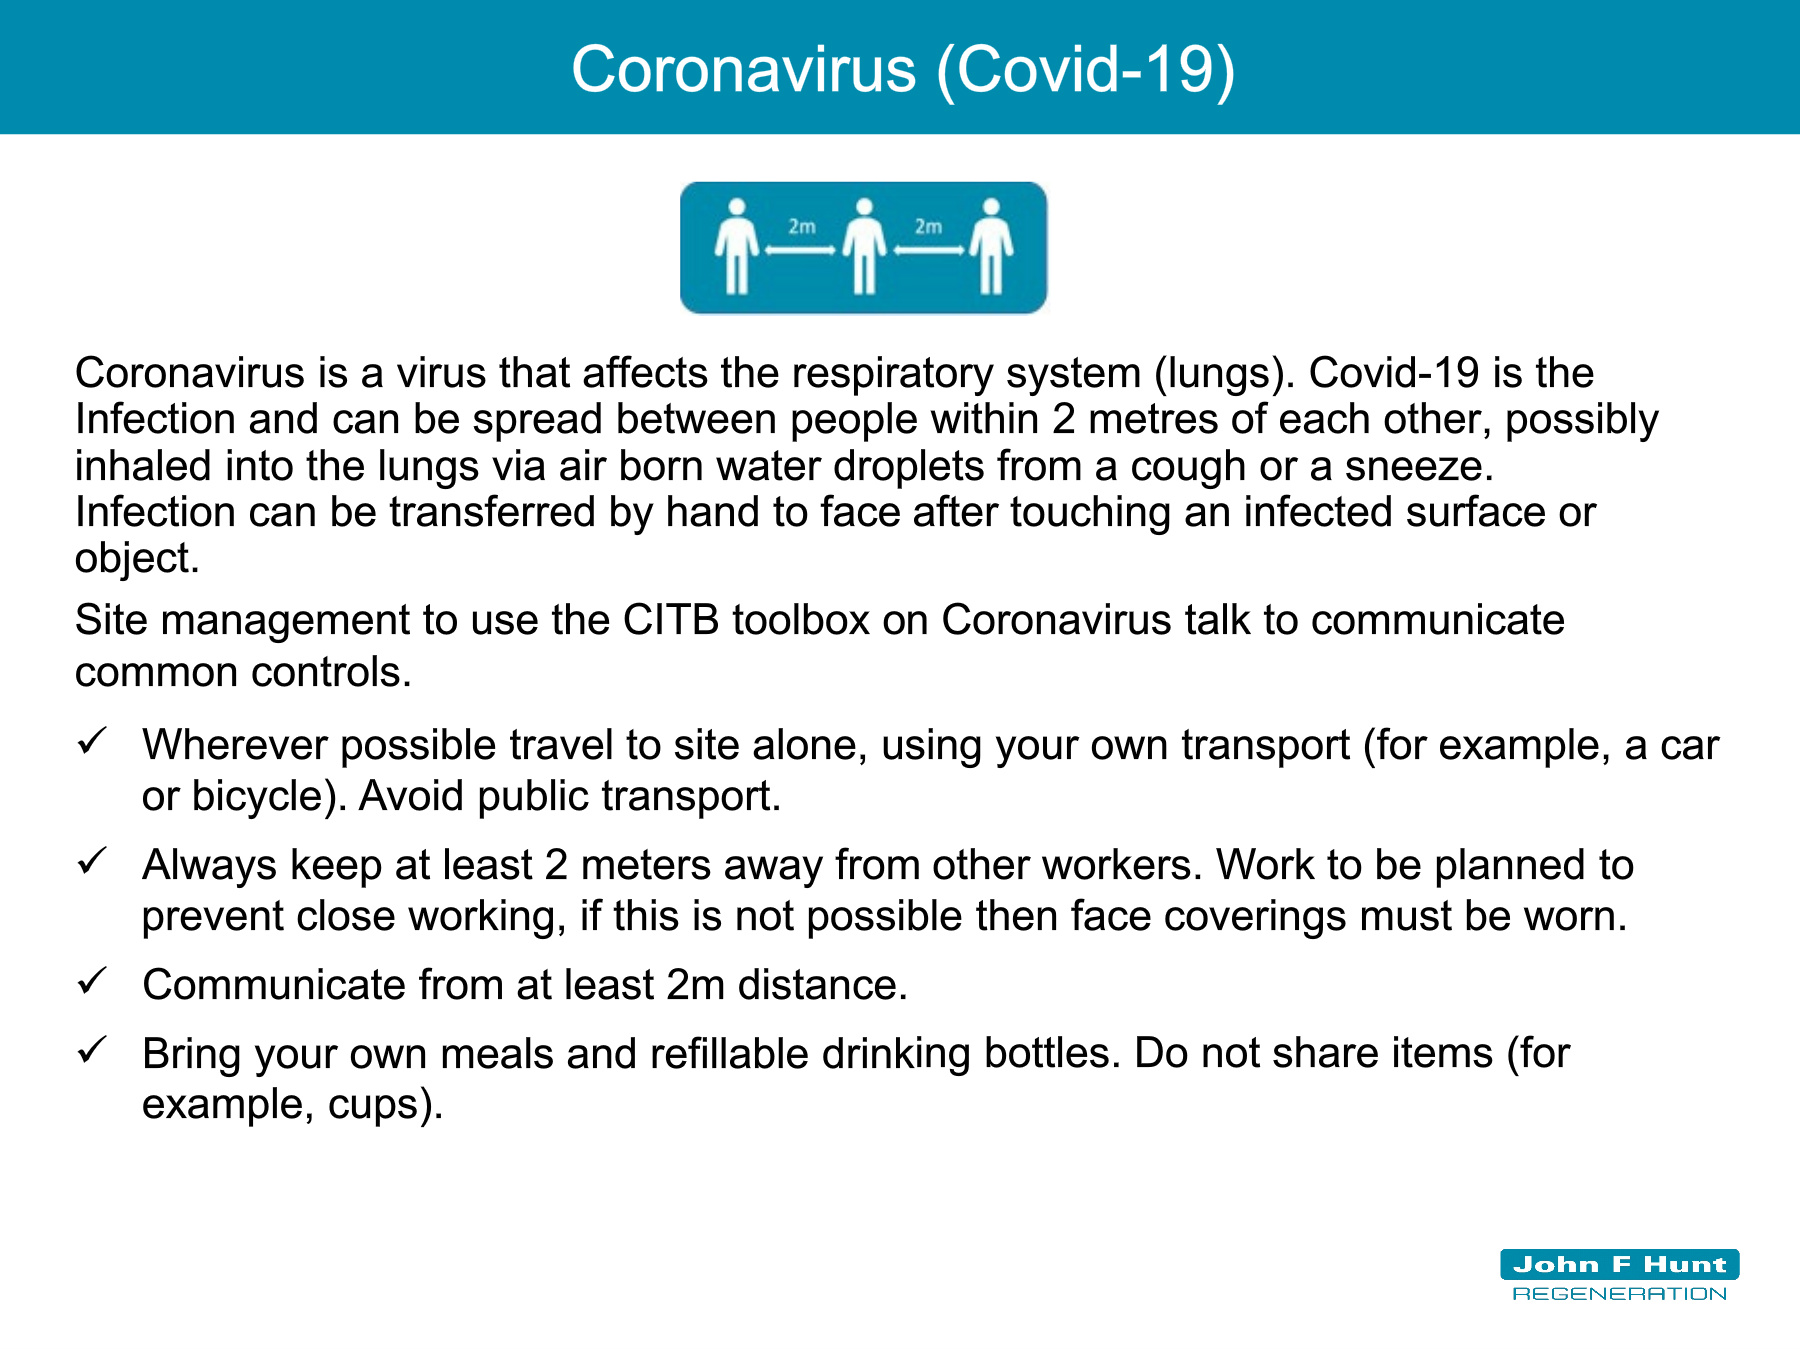 Coronavirus (Covid-19)
2m 2m
Coronavirus is a virus that affects the respiratory system (lungs). Covid-19 is the
Infection and can be spread between people within 2 metres of each other, possibly
inhaled into the lungs via air born water droplets from a cough or a sneeze.
Infection can be transferred by hand to face after touching an infected surface or
object.
Site management to use the CITB toolbox on Coronavirus talk to communicate
common controls.
✓ Wherever possible travel to site alone, using your own transport (for example, a car
or bicycle). Avoid public transport.
✓ Always keep at least 2 meters away from other workers. Work to be planned to
prevent close working, if this is not possible then face coverings must be worn.
✓ Communicate from at least 2m distance.
✓ Bring your own meals and refillable drinking bottles. Do not share items (for
example, cups).
John F Hunt
REGENERATION